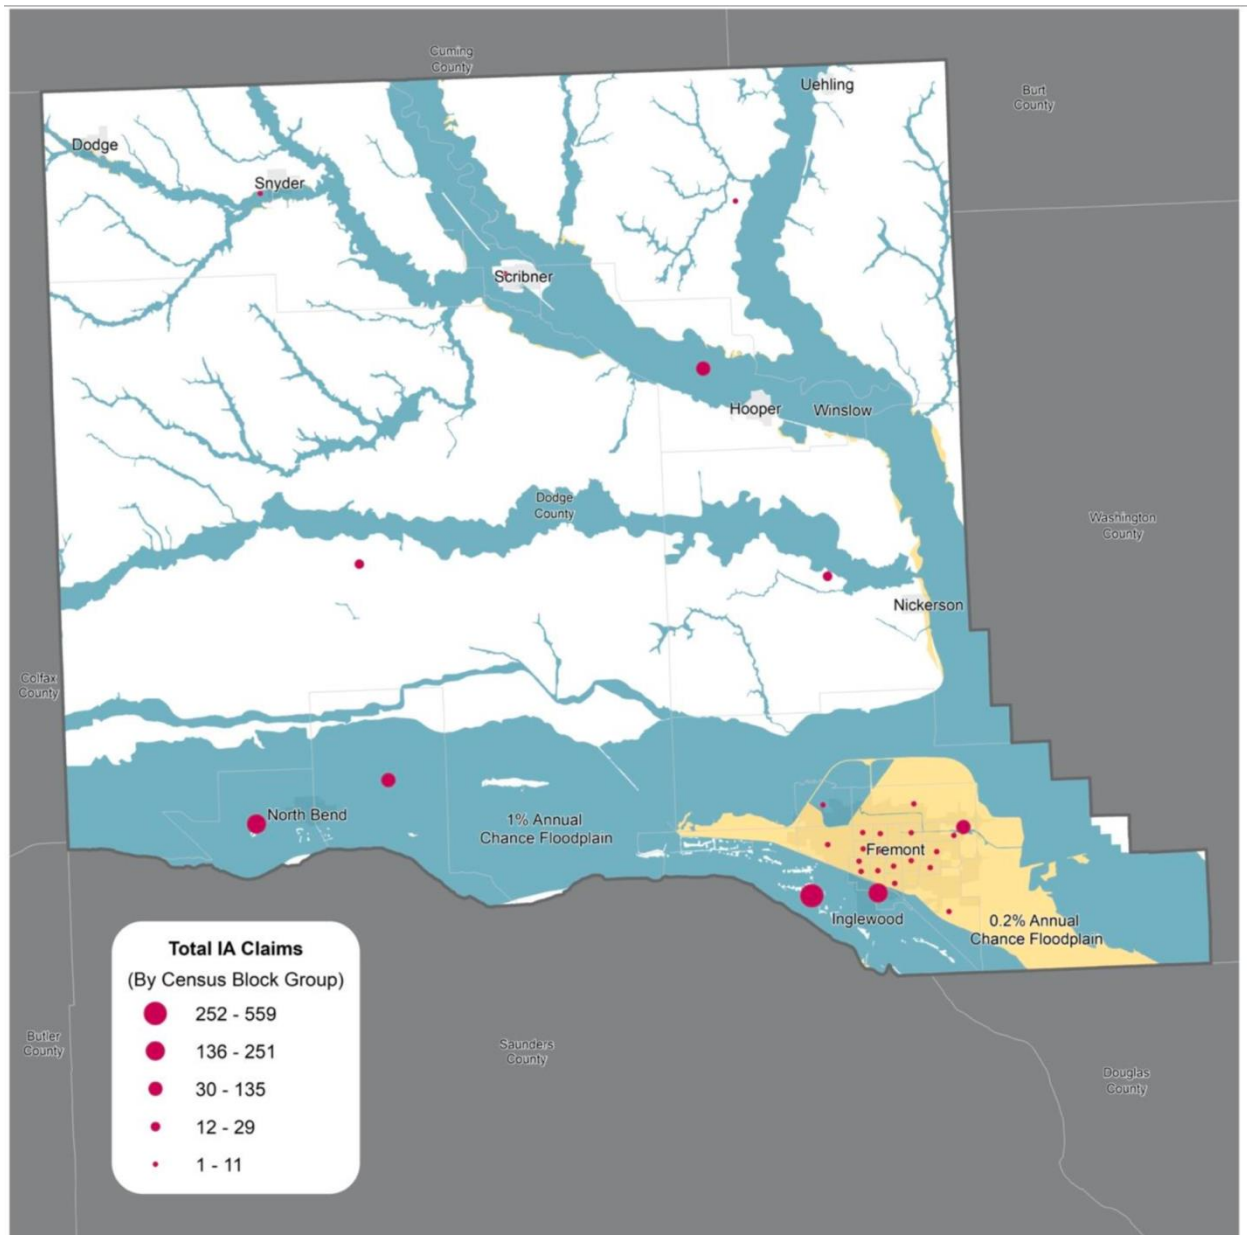 Cuming
County
Uehling
Burt
County
Dodge
Snyder
Scribner
Hooper
Winslow
Dodge
County
Washington
County
Nickerson
Colfax
County
North Bend
1% Annual
Chance Floodplain
Fremont
Inglewood
0.2% Annual
Chance Floodplain
Total IA Claims
(By Census Block Group)
252 - 559
136 - 251
30 - 135
12 - 29
1 - 11
Butler
County
Saunders
County
Douglas
County